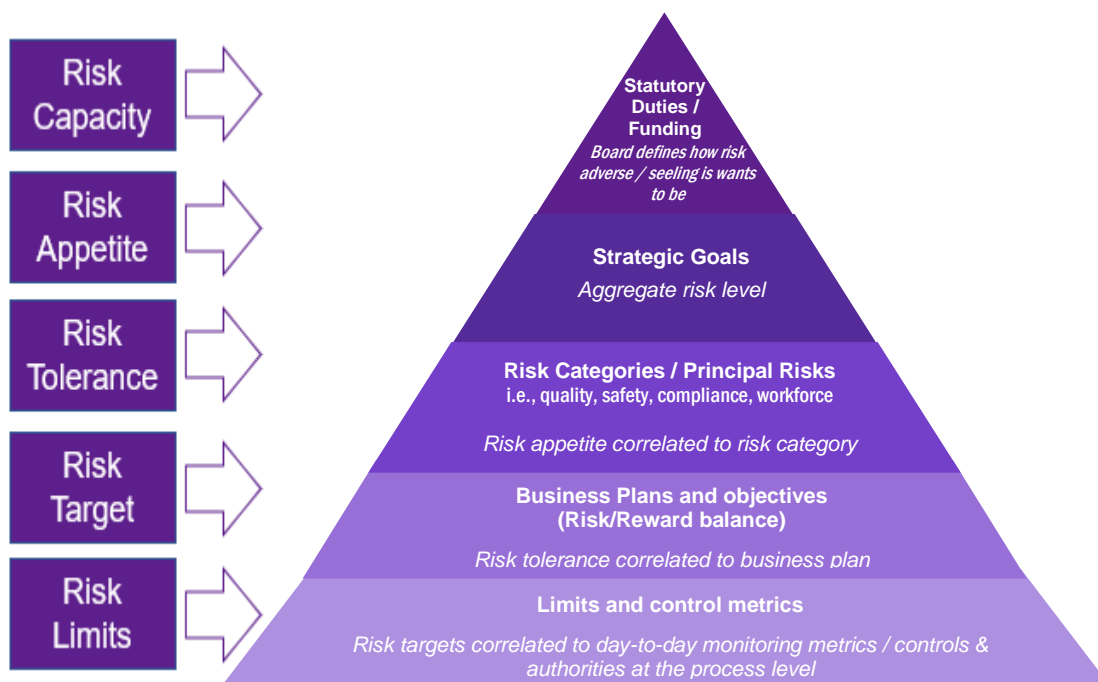 Risk
Capacity
Statutory
Duties /
Funding
Board defines how risk
adverse / seeling is wants
to be
Risk
Appetite
Strategic Goals
Aggregate risk level
Risk
Tolerance
Risk Categories / Principal Risks
i.e., quality, safety, compliance, workforce
Risk appetite correlated to risk category
Risk
Target
Business Plans and objectives
(Risk/Reward balance)
Risk tolerance correlated to business plan
Risk
Limits
Limits and control metrics
Risk targets correlated to day-to-day monitoring metrics / controls &
authorities at the process level